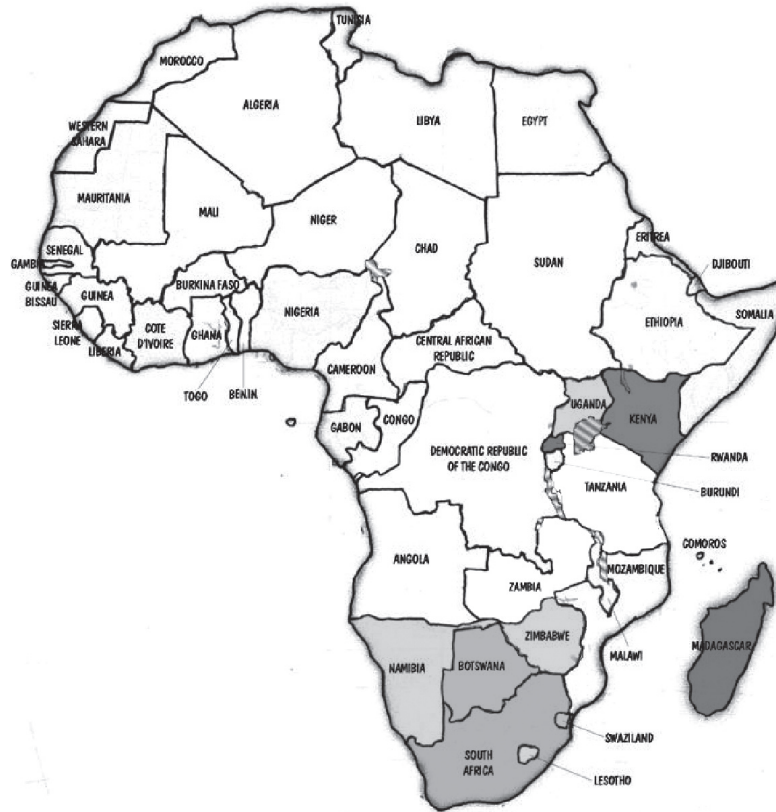 TUNISIA
MOROCCO
ALGERIA
LIBYA
EGYPT
WESTERN
SAHARA
MAURITANIA
MALI
NIGER
CHAD
SUDAN
ERITREA
DJIBOUTI
SENEGAL
GAMBI
GUINEA
BISSAU
GUINEA
BURKINA FASO
SIERRA
LEONE
LIBERIA
COTE
D'IVOIRE
GHANA
NIGERIA
TOGO
BENIN
CAMEROON
CENTRAL AFRICAN
REPUBLIC
ETHIOPIA
SOMALIA
UGANDA
KENYA
GABON
CONGO
DEMOCRATIC REPUBLIC
OF THE CONGO
RWANDA
BURUNDI
TANZANIA
COMOROS
ANGOLA
ZAMBIA
MOZAMBIQUE
MALAWI
ZIMBABWE
NAMIBIA
BOTSWANA
MADAGASCAR
SWAZILAND
SOUTH
AFRICA
LESOTHO